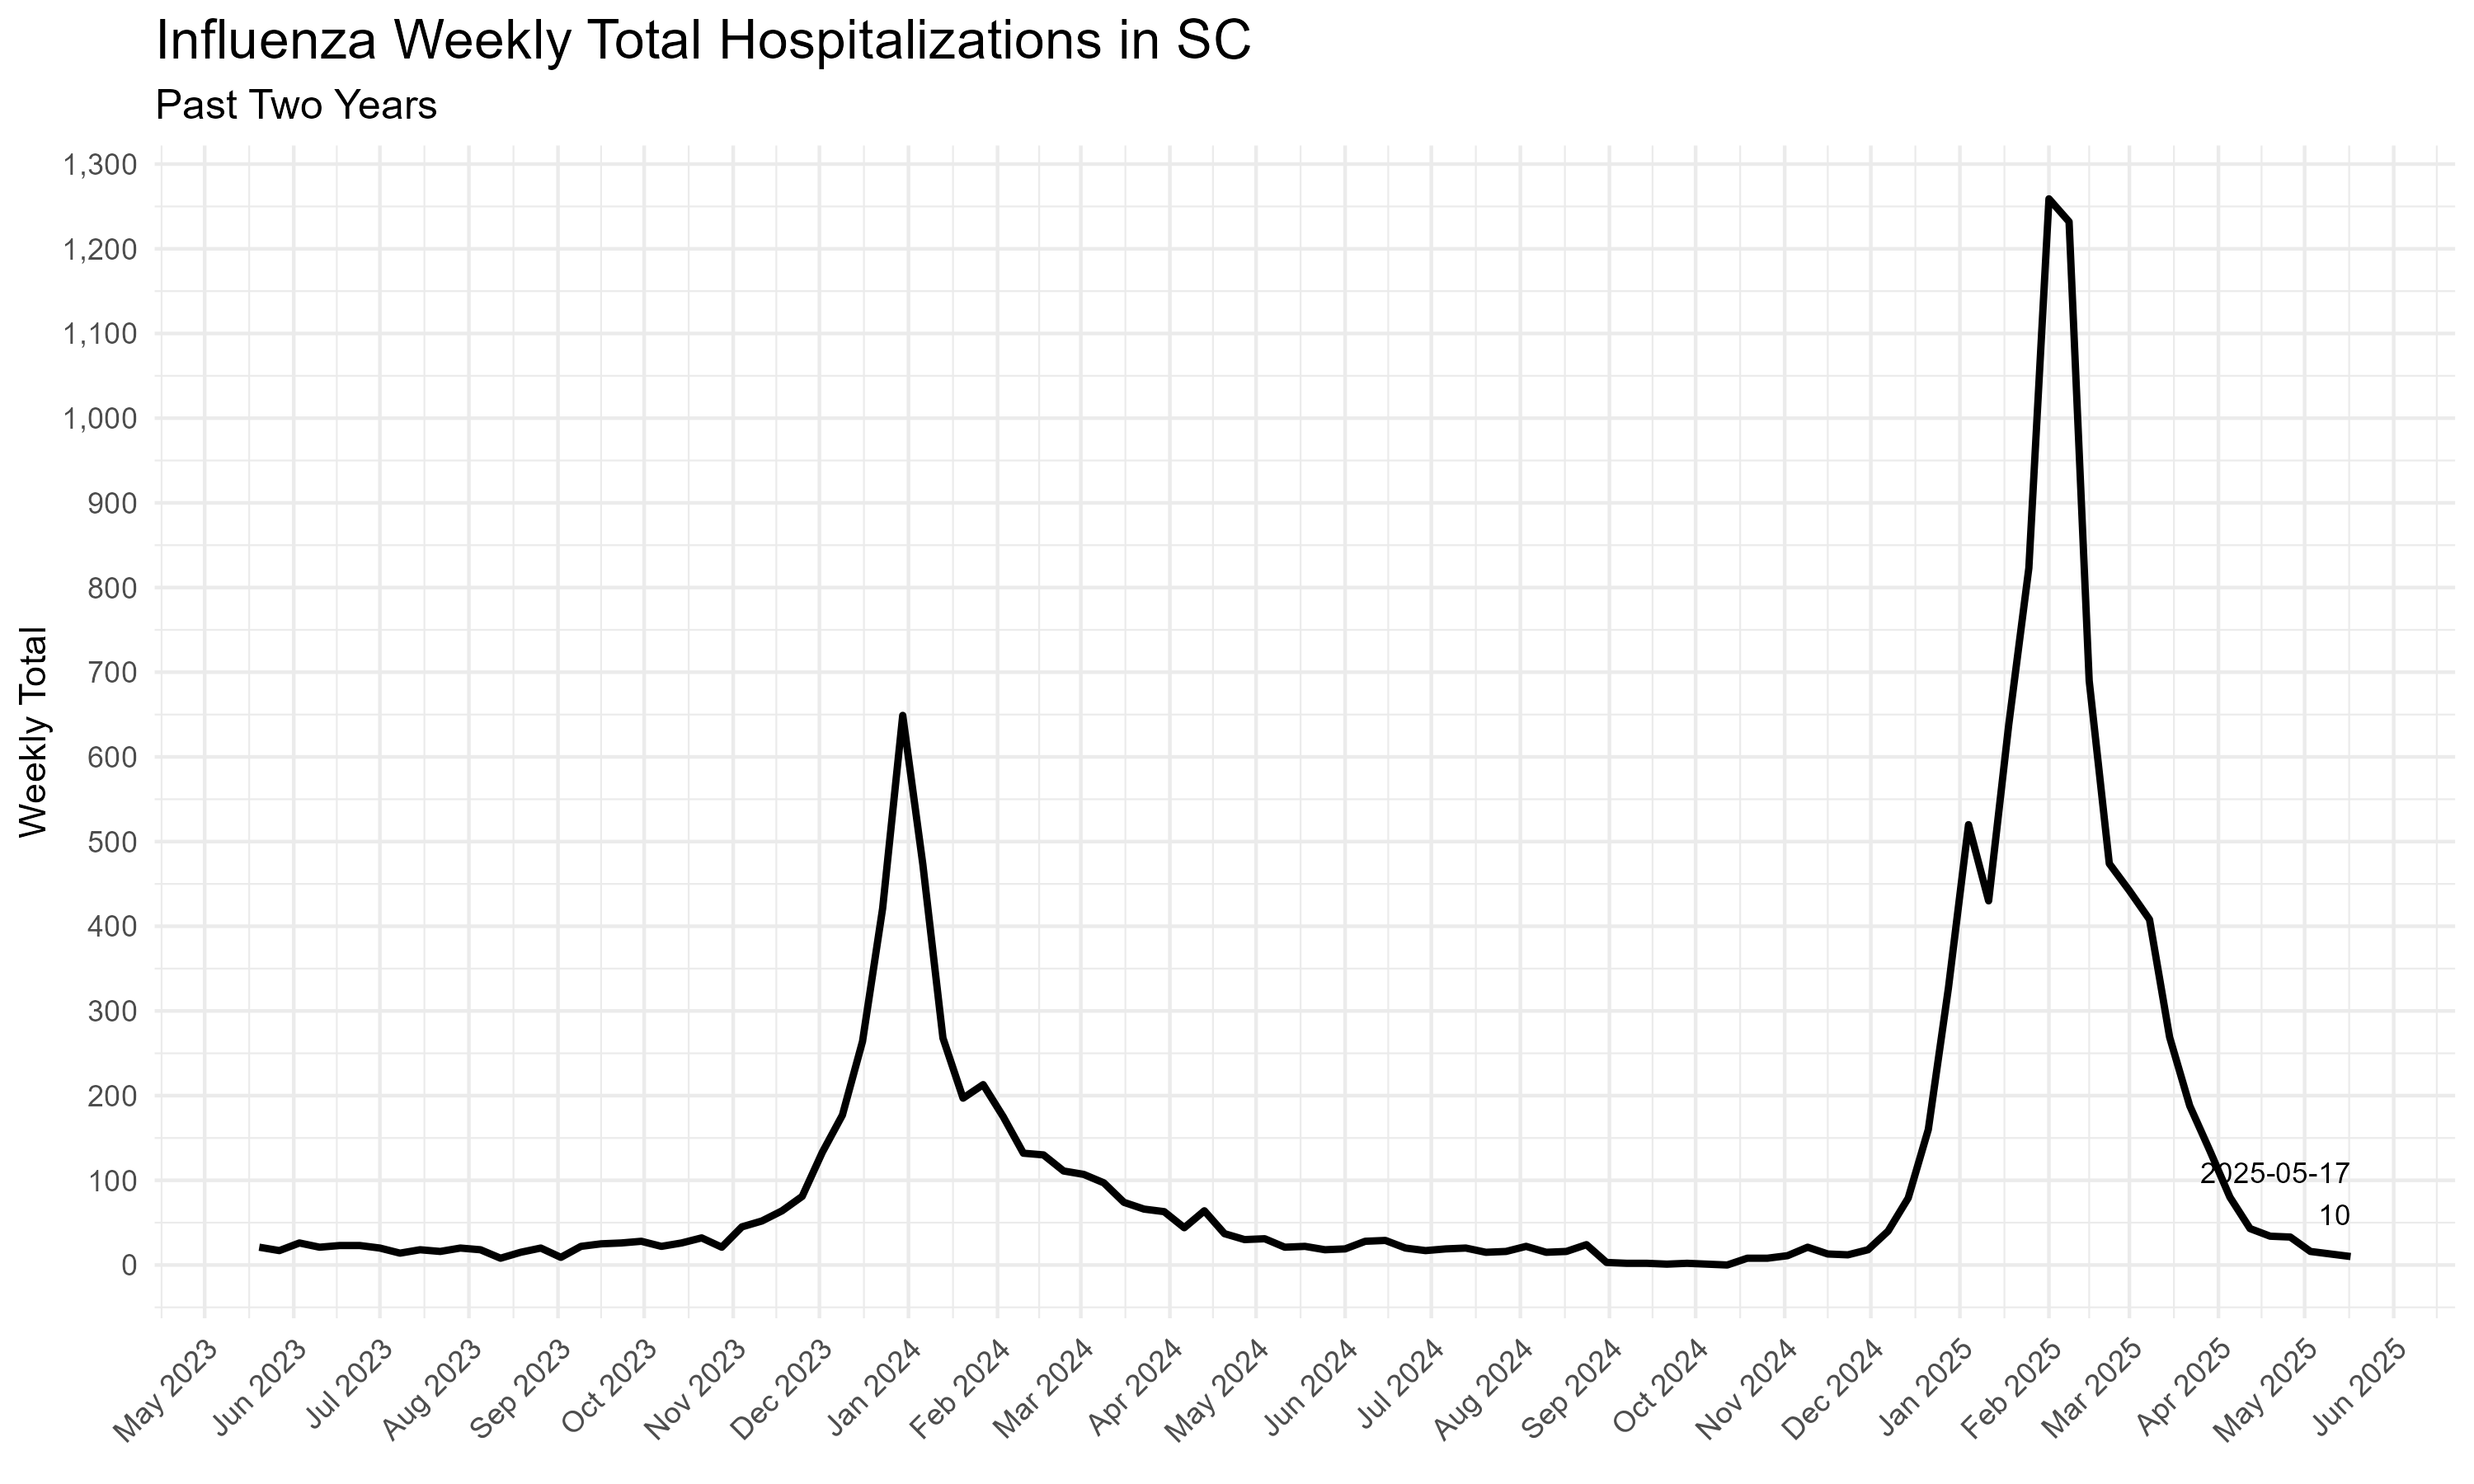 Influenza Weekly Total Hospitalizations in SC
Past Two Years
1,300
1,200
1,100
1,000
900
800
700
600
500
400
300
200
100
0
Weekly Total
2025-05-17
10
May 2023
Jun 2023
Jul 2023
Aug 2023
Sep 2023
Oct 2023
Nov 2023
Dec 2023
Jan 2024
Feb 2024
Mar 2024
Apr 2024
May 2024
Jun 2024
Jul 2024
Aug 2024
Sep 2024
Oct 2024
Nov 2024
Dec 2024
Jan 2025
Feb 2025
Mar 2025
Apr 2025
May 2025
Jun 2025